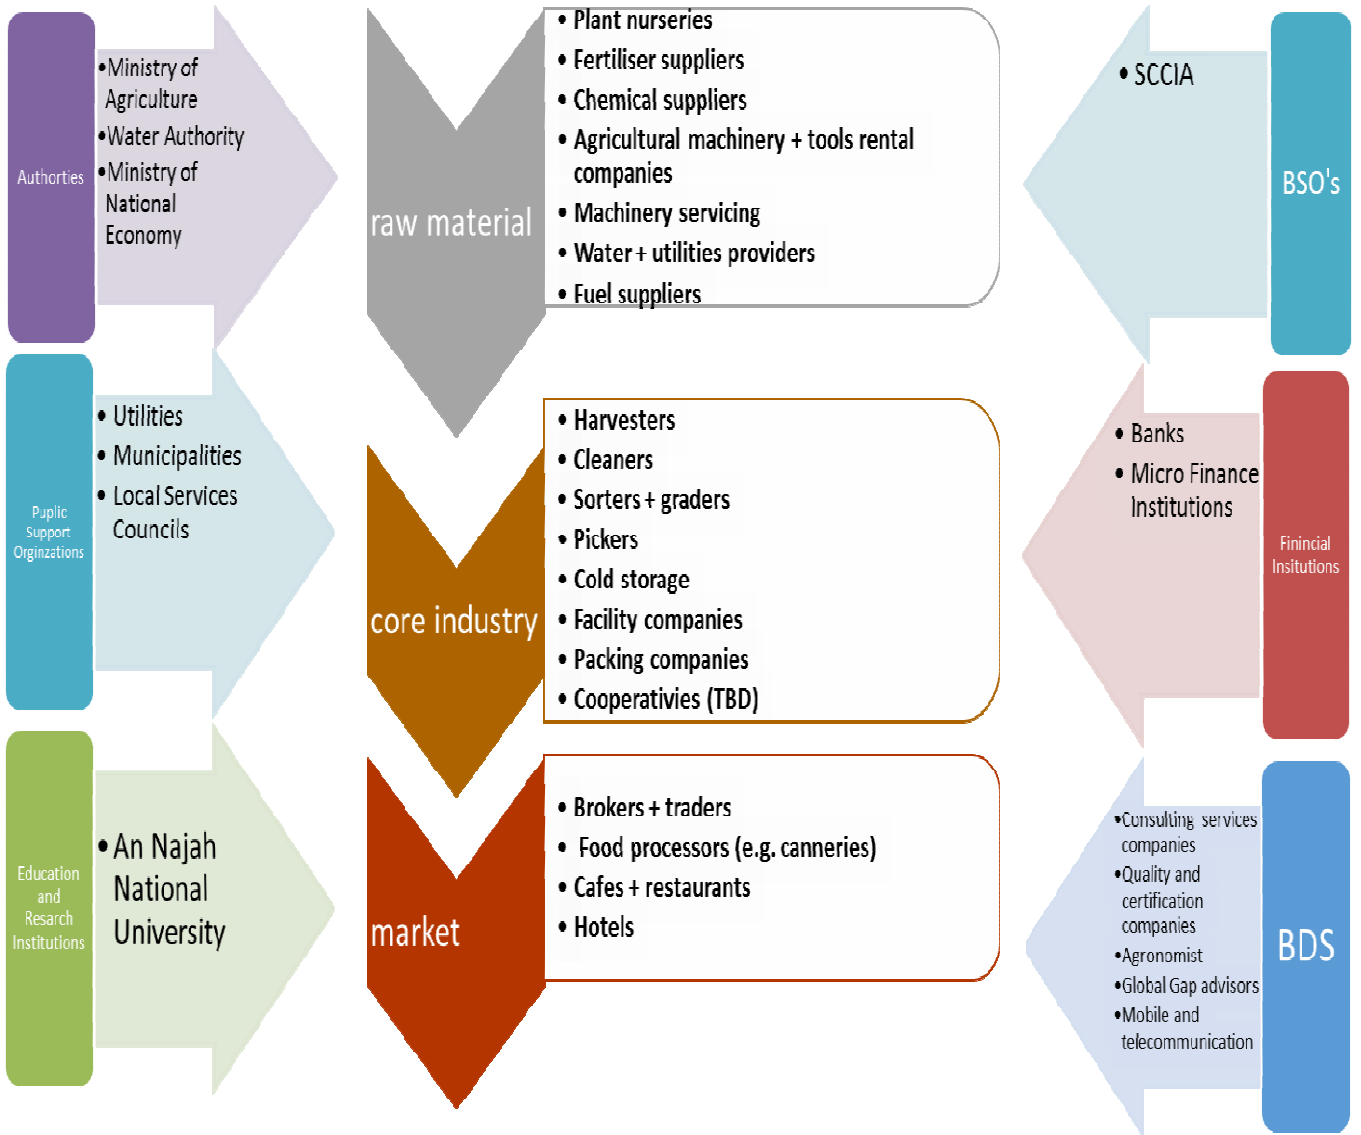 Authorties
•Ministry of
Agriculture
•Water Authority
•Ministry of
National
Economy
Puplic
Support
Orginzations
• Utilities
• Municipalities
• Local Services
Councils
Education
and
Resarch
Institutions
• An Najah
National
University
raw material
• Plant nurseries
• Fertiliser suppliers
• Chemical suppliers
• Agricultural machinery + tools rental
companies
• Machinery servicing
• Water + utilities providers
• Fuel suppliers
core industry
• Harvesters
• Cleaners
• Sorters + graders
• Pickers
• Cold storage
• Facility companies
• Packing companies
• Cooperativies (TBD)
market
• Brokers + traders
• Food processors (e.g. canneries)
• Cafes + restaurants
• Hotels
• SCCIA
BSO's
• Banks
• Micro Finance
Institutions
Finincial
Insitutions
•Consulting services
companies
•Quality and
certification
companies
•Agronomist
•Global Gap advisors
•Mobile and
telecommunication
BDS